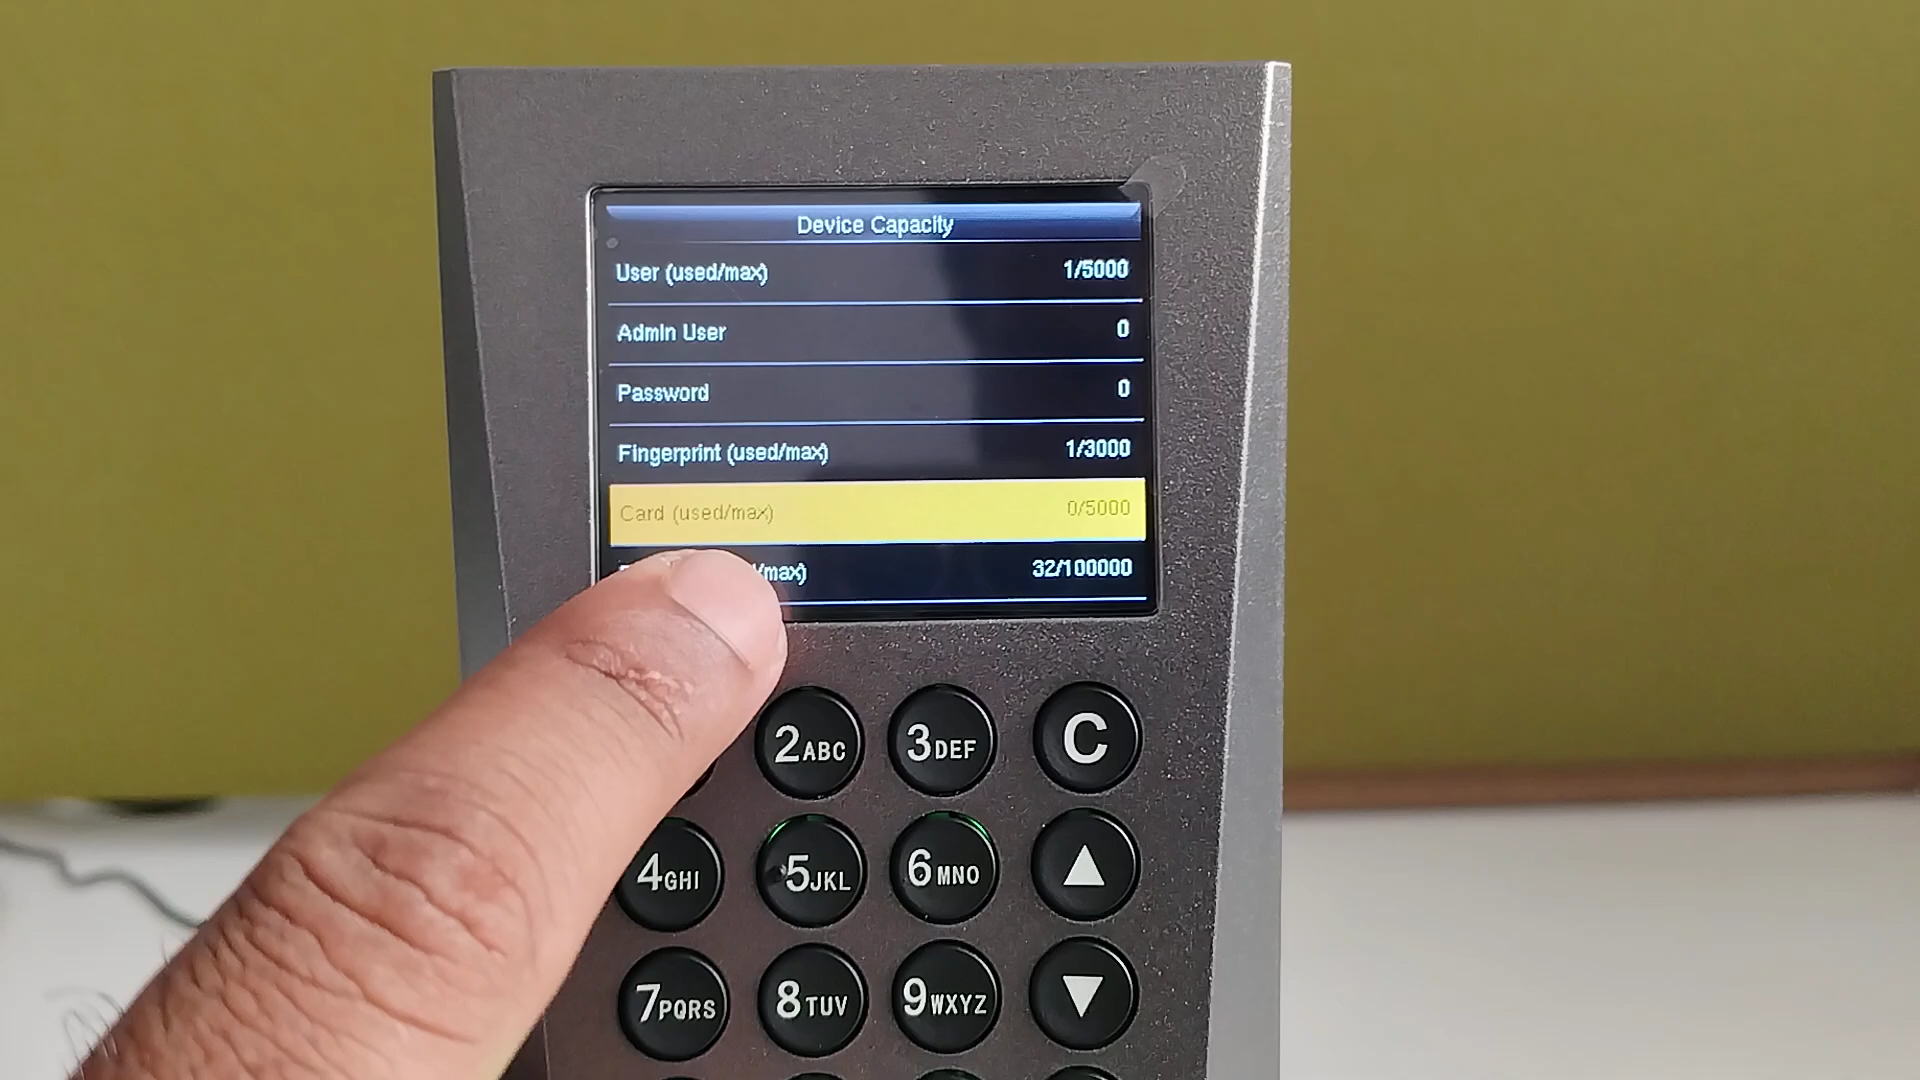 Device Capacity
User (used/max) 1/5000
Admin User 0
Password 0
Fingerprint (used/max) 1/3000
Card (used/max) 0/5000
/max) 32/100000
2ABC 3DEF C
4GHI 5JKL 6MNO ▲
7PQRS 8TUV 9WXYZ ▼